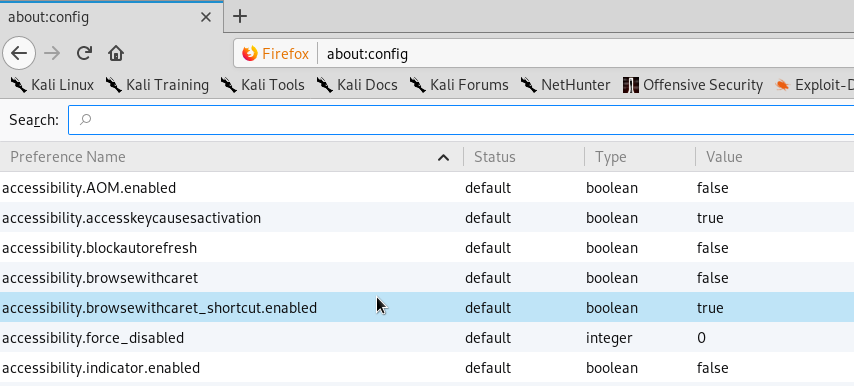 about:config
Firefox about:config
Kali Linux Kali Training Kali Tools Kali Docs Kali Forums NetHunter Offensive Security Exploit-D
Search:
Preference Name Status Type Value
accessibility.AOM.enabled default boolean false
accessibility.accesskeycausesactivation default boolean true
accessibility.blockautorefresh default boolean false
accessibility.browsewithcaret default boolean false
accessibility.browsewithcaret_shortcut.enabled default boolean true
accessibility.force_disabled default integer 0
accessibility.indicator.enabled default boolean false